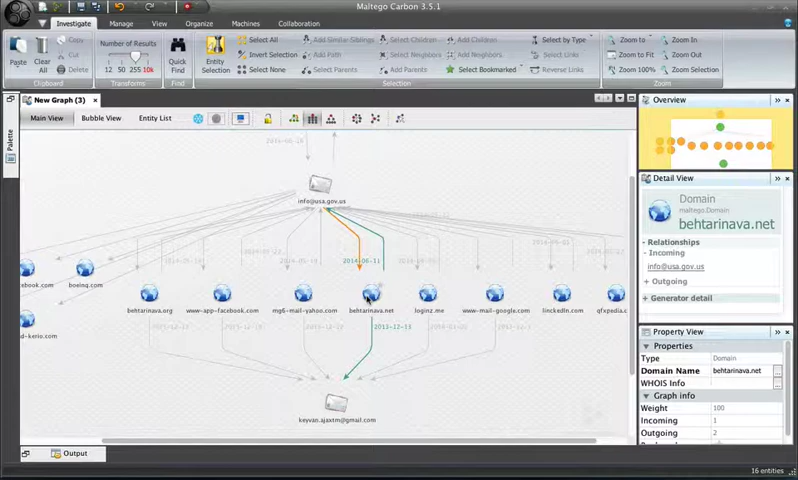 Maltego Carbon 3.5.1
Investigate Manage View Organize Machines Collaboration
Paste
Clear All
Copy
Cut
Delete
Clipboard
Number of Results
12 50 255 10k
Transforms
Quick Find
Find
Entity Selection
Select All
Invert Selection
Select None
Add Similar Siblings
Add Path
Select Parents
Select Children
Select Neighbors
Add Parents
Add Children
Add Neighbors
Select Bookmarked
Select by Type
Select Links
Reverse Links
Selection
Zoom to
Zoom to Fit
Zoom 100%
Zoom In
Zoom Out
Zoom Selection
Zoom
Palette
New Graph (3)
Main View Bubble View Entity List
info@usa.gov.us
2014-06-11
ebook.com
boeing.com
behtarinava.org
www-app-facebook.com
mg6-mail-yahoo.com
behtarinava.net
loginz.me
www-mail-google.com
linckedin.com
qfxpedia.c
d-kerio.com
2013-12-13
keyvan.ajaxtm@gmail.com
Output
Overview
Detail View
Domain
maltego.Domain
behtarinava.net
- Relationships
- Incoming
info@usa.gov.us
+ Outgoing
+ Generator detail
Property View
Properties
Type Domain
Domain Name behtarinava.net
WHOIS Info
Graph info
Weight 100
Incoming 1
Outgoing 2
16 entities